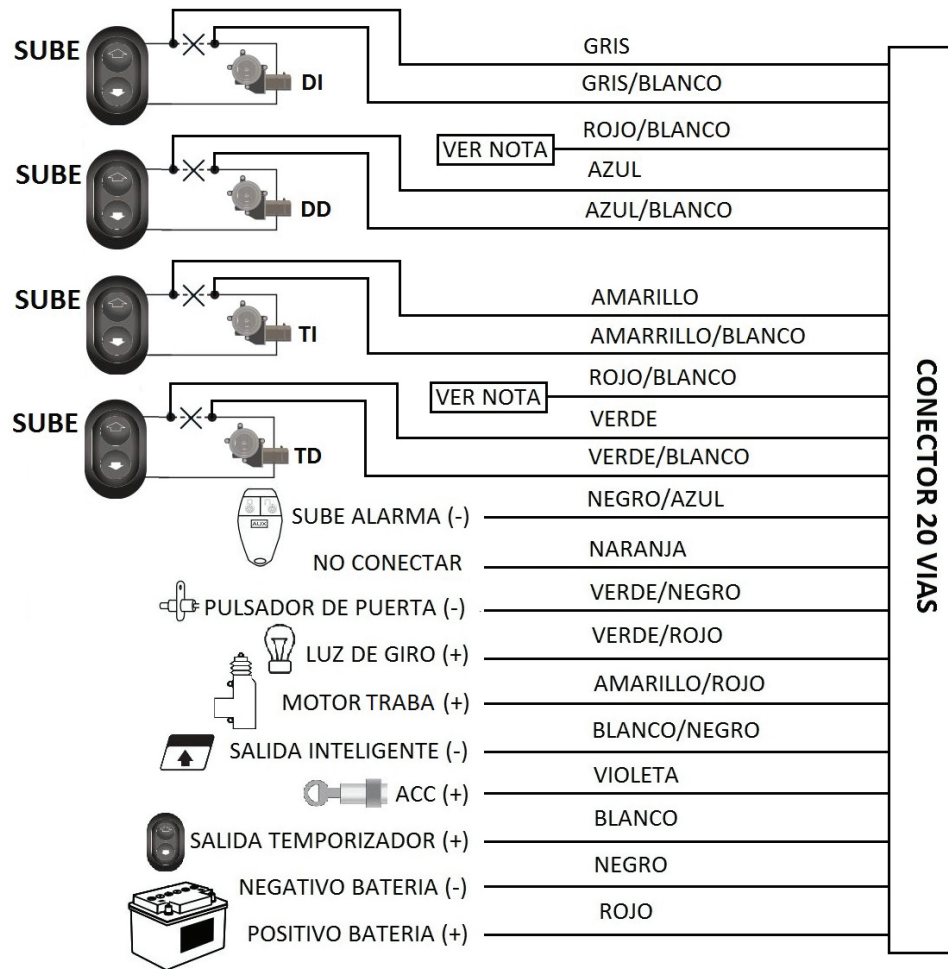 SUBE
DI
GRIS
GRIS/BLANCO
VER NOTA
ROJO/BLANCO
SUBE
DD
AZUL
AZUL/BLANCO
SUBE
TI
AMARILLO
AMARRILLO/BLANCO
VER NOTA
ROJO/BLANCO
SUBE
TD
VERDE
VERDE/BLANCO
AUX
SUBE ALARMA (-)
NEGRO/AZUL
NO CONECTAR
NARANJA
PULSADOR DE PUERTA (-)
VERDE/NEGRO
LUZ DE GIRO (+)
VERDE/ROJO
MOTOR TRABA (+)
AMARILLO/ROJO
SALIDA INTELIGENTE (-)
BLANCO/NEGRO
ACC (+)
VIOLETA
SALIDA TEMPORIZADOR (+)
BLANCO
NEGATIVO BATERIA (-)
NEGRO
POSITIVO BATERIA (+)
ROJO
CONECTOR 20 VIAS